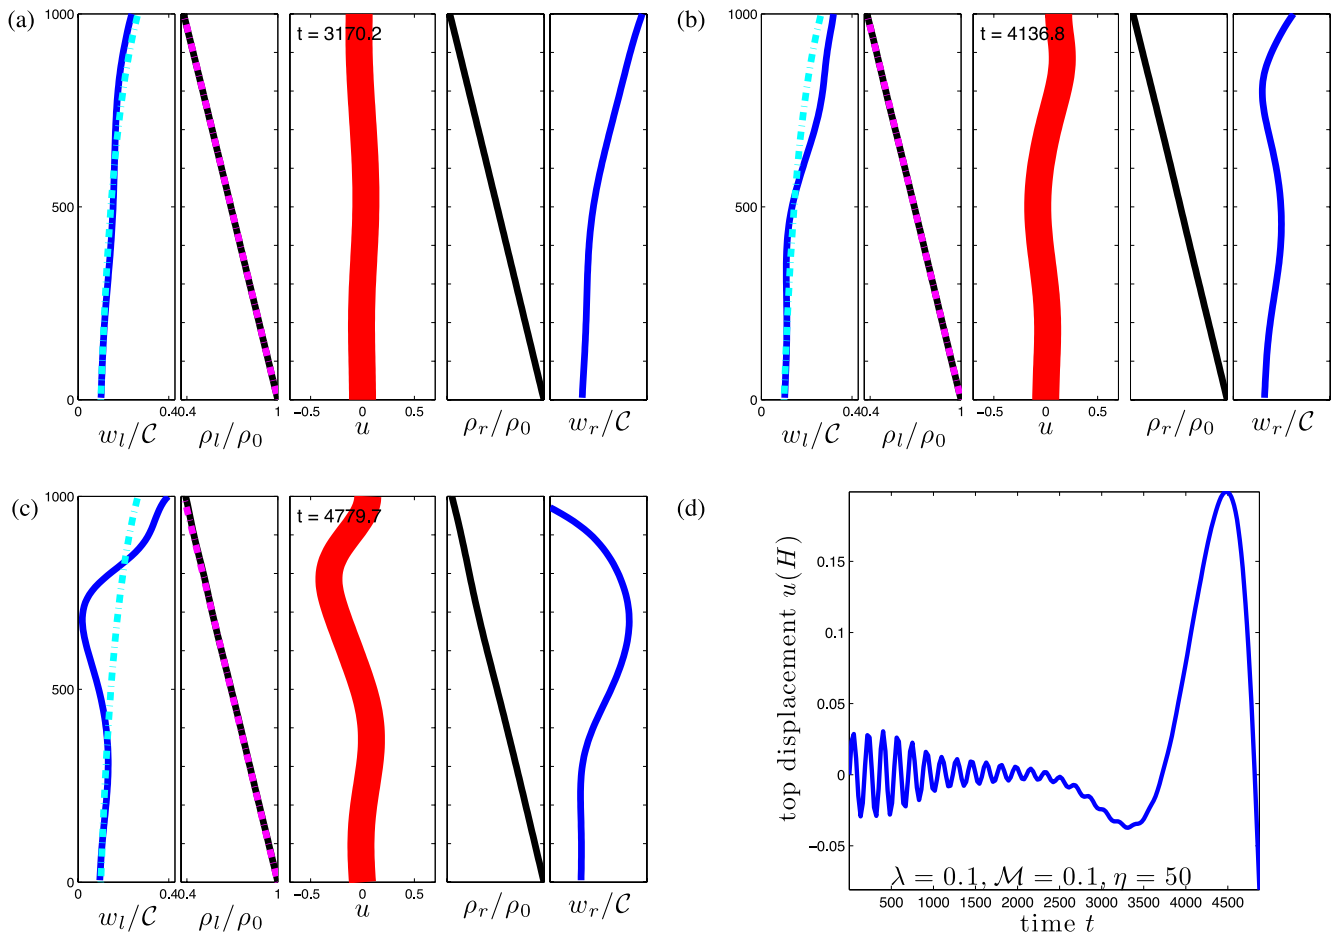 (a)
1000
500
0
0
0.4
w_l/𝒞
0.4
1
ρ_l/ρ_0
t = 3170.2
−0.5
0
0.5
u
ρ_r/ρ_0
w_r/𝒞
(b)
1000
500
0
0
0.4
w_l/𝒞
0.4
1
ρ_l/ρ_0
t = 4136.8
−0.5
0
0.5
u
ρ_r/ρ_0
w_r/𝒞
(c)
1000
500
0
0
0.4
w_l/𝒞
0.4
1
ρ_l/ρ_0
t = 4779.7
−0.5
0
0.5
u
ρ_r/ρ_0
w_r/𝒞
(d)
top displacement u(H)
0.15
0.1
0.05
0
−0.05
λ = 0.1, ℳ = 0.1, η = 50
500 1000 1500 2000 2500 3000 3500 4000 4500
time t